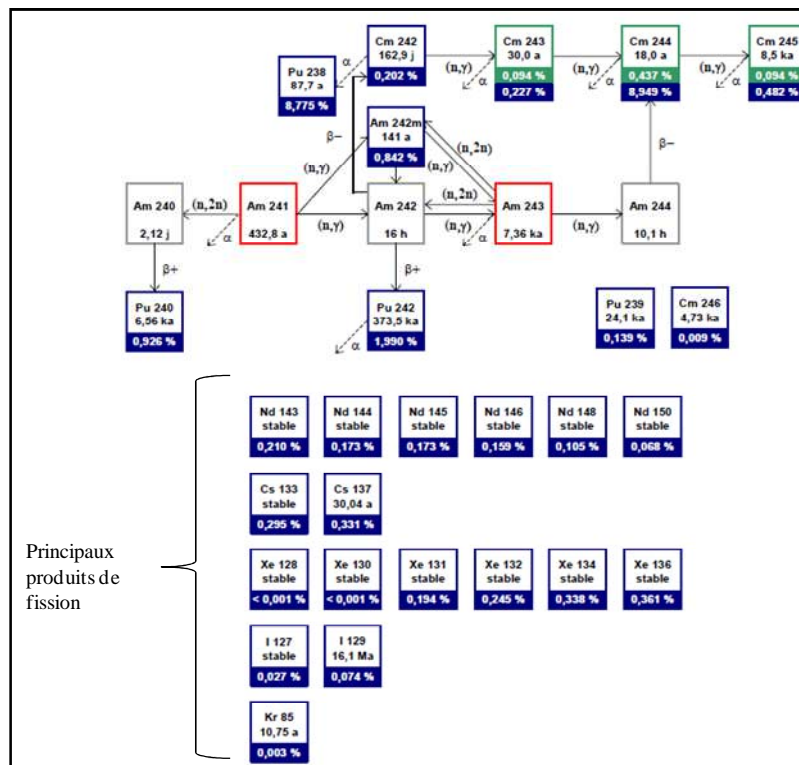 Cm 242
162,9 j
0,202 %
(n,γ)
Cm 243
30,0 a
0,094 %
0,227 %
(n,γ)
Cm 244
18,0 a
0,437 %
8,949 %
(n,γ)
Cm 245
8,5 ka
0,094 %
0,482 %
α
α
α
α
Pu 238
87,7 a
8,775 %
β−
Am 242m
141 a
0,842 %
(n,γ)
(n,2n)
(n,γ)
(n,2n)
β−
Am 240
2,12 j
(n,2n)
Am 241
432,8 a
α
(n,γ)
Am 242
16 h
(n,γ)
Am 243
7,36 ka
α
(n,γ)
Am 244
10,1 h
β+
β+
Pu 240
6,56 ka
0,926 %
Pu 242
373,5 ka
1,990 %
α
Pu 239
24,1 ka
0,139 %
Cm 246
4,73 ka
0,009 %
Principaux
produits de
fission
Nd 143
stable
0,210 %
Nd 144
stable
0,173 %
Nd 145
stable
0,173 %
Nd 146
stable
0,159 %
Nd 148
stable
0,105 %
Nd 150
stable
0,068 %
Cs 133
stable
0,295 %
Cs 137
30,04 a
0,331 %
Xe 128
stable
< 0,001 %
Xe 130
stable
< 0,001 %
Xe 131
stable
0,194 %
Xe 132
stable
0,245 %
Xe 134
stable
0,338 %
Xe 136
stable
0,361 %
I 127
stable
0,027 %
I 129
16,1 Ma
0,074 %
Kr 85
10,75 a
0,003 %